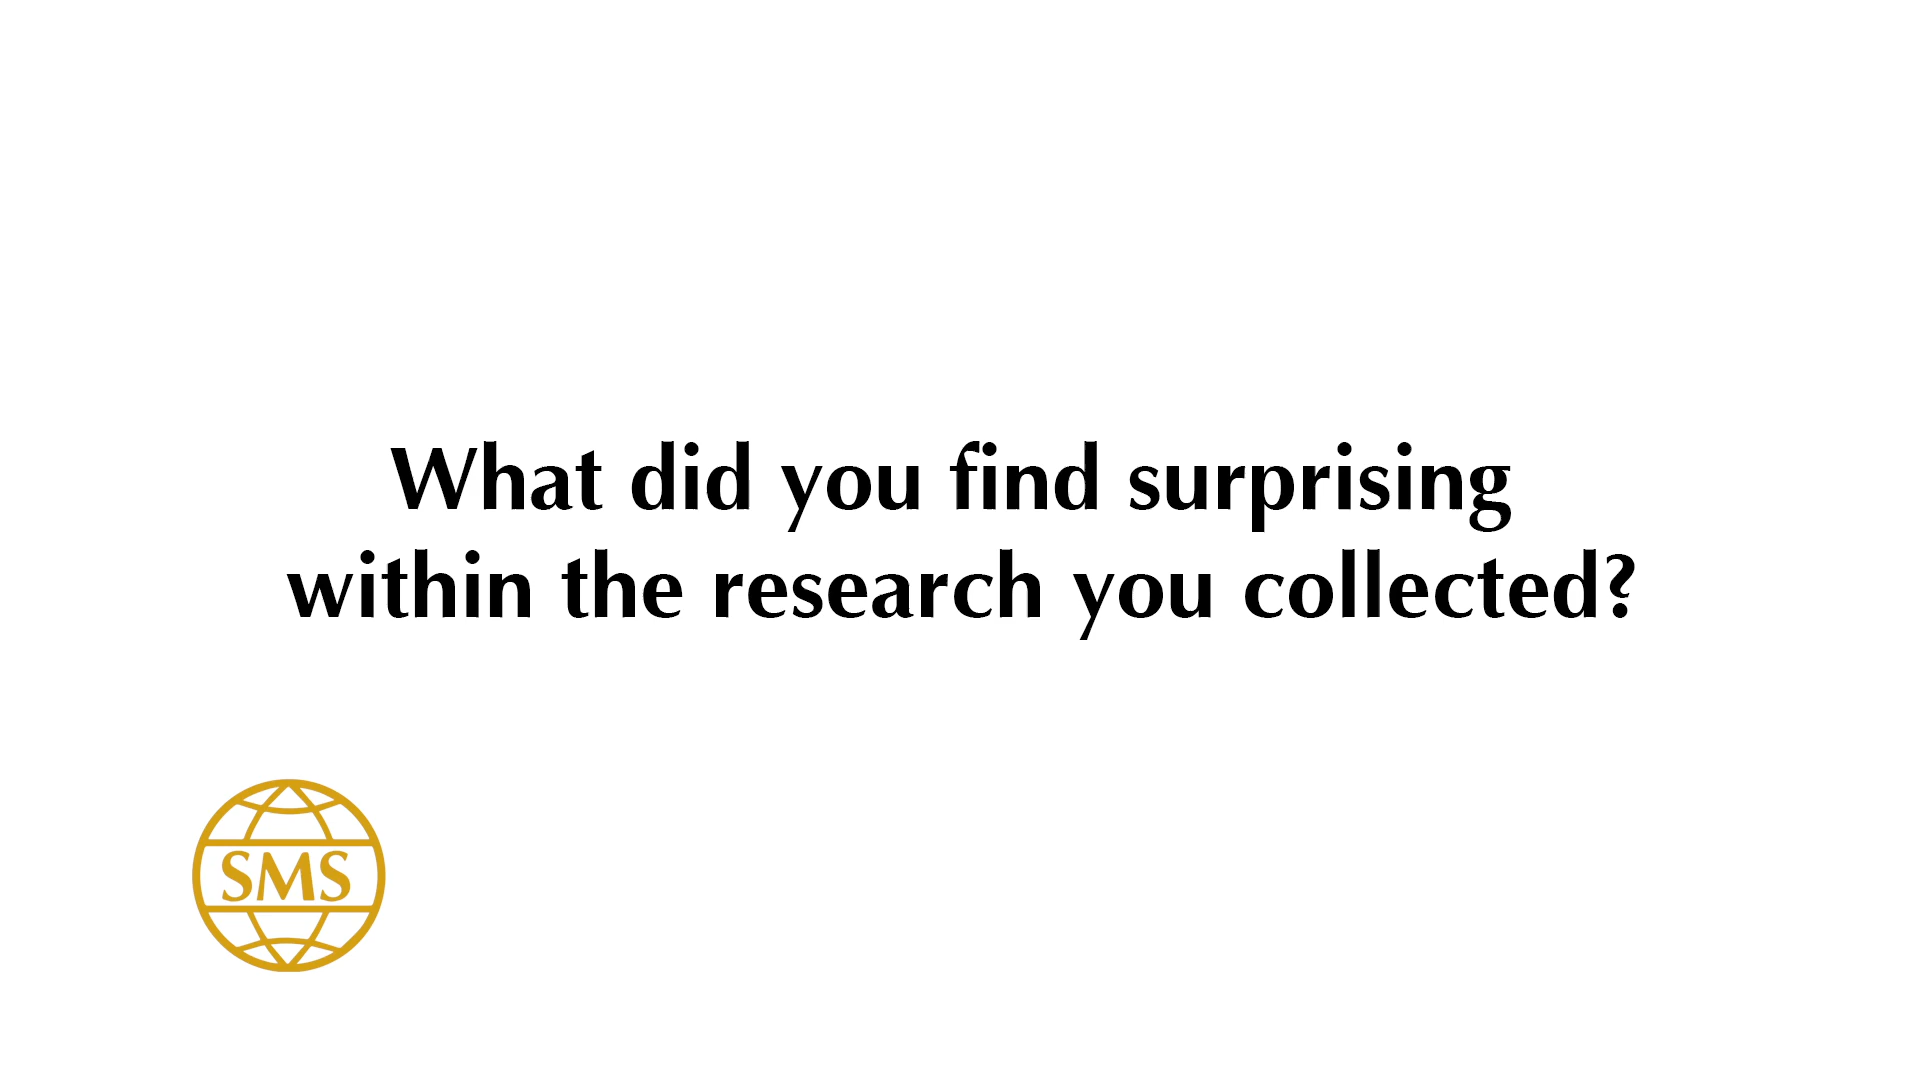 What did you find surprising
within the research you collected?
SMS